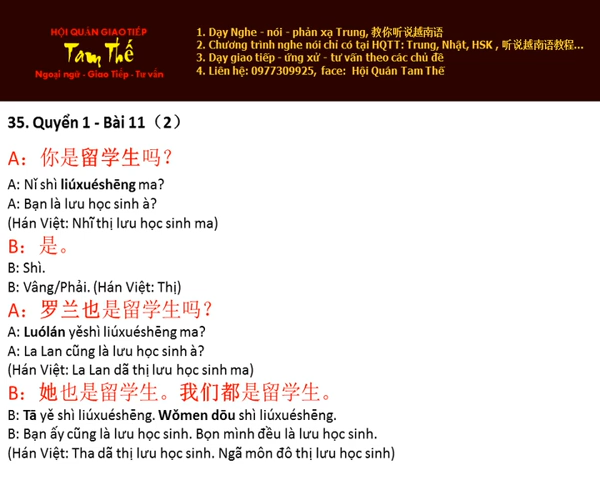 HỘI QUÁN GIAO TIẾP
Tam Thế
Ngoại ngữ - Giao Tiếp - Tư vấn
1. Dạy Nghe - nói - phản xạ Trung, 教你听说越南语
2. Chương trình nghe nói chỉ có tại HQTT: Trung, Nhật, HSK , 听说越南语教程...
3. Dạy giao tiếp - ứng xử - tư vấn theo các chủ đề
4. Liên hệ: 0977309925, face: Hội Quán Tam Thế
35. Quyển 1 - Bài 11（2）
A：你是留学生吗？
A: Nǐ shì liúxuéshēng ma?
A: Bạn là lưu học sinh à?
(Hán Việt: Nhĩ thị lưu học sinh ma)
B：是。
B: Shì.
B: Vâng/Phải. (Hán Việt: Thị)
A：罗兰也是留学生吗？
A: Luólán yěshì liúxuéshēng ma?
A: La Lan cũng là lưu học sinh à?
(Hán Việt: La Lan dã thị lưu học sinh ma)
B：她也是留学生。我们都是留学生。
B: Tā yě shì liúxuéshēng. Wǒmen dōu shì liúxuéshēng.
B: Bạn ấy cũng là lưu học sinh. Bọn mình đều là lưu học sinh.
(Hán Việt: Tha dã thị lưu học sinh. Ngã môn đô thị lưu học sinh)